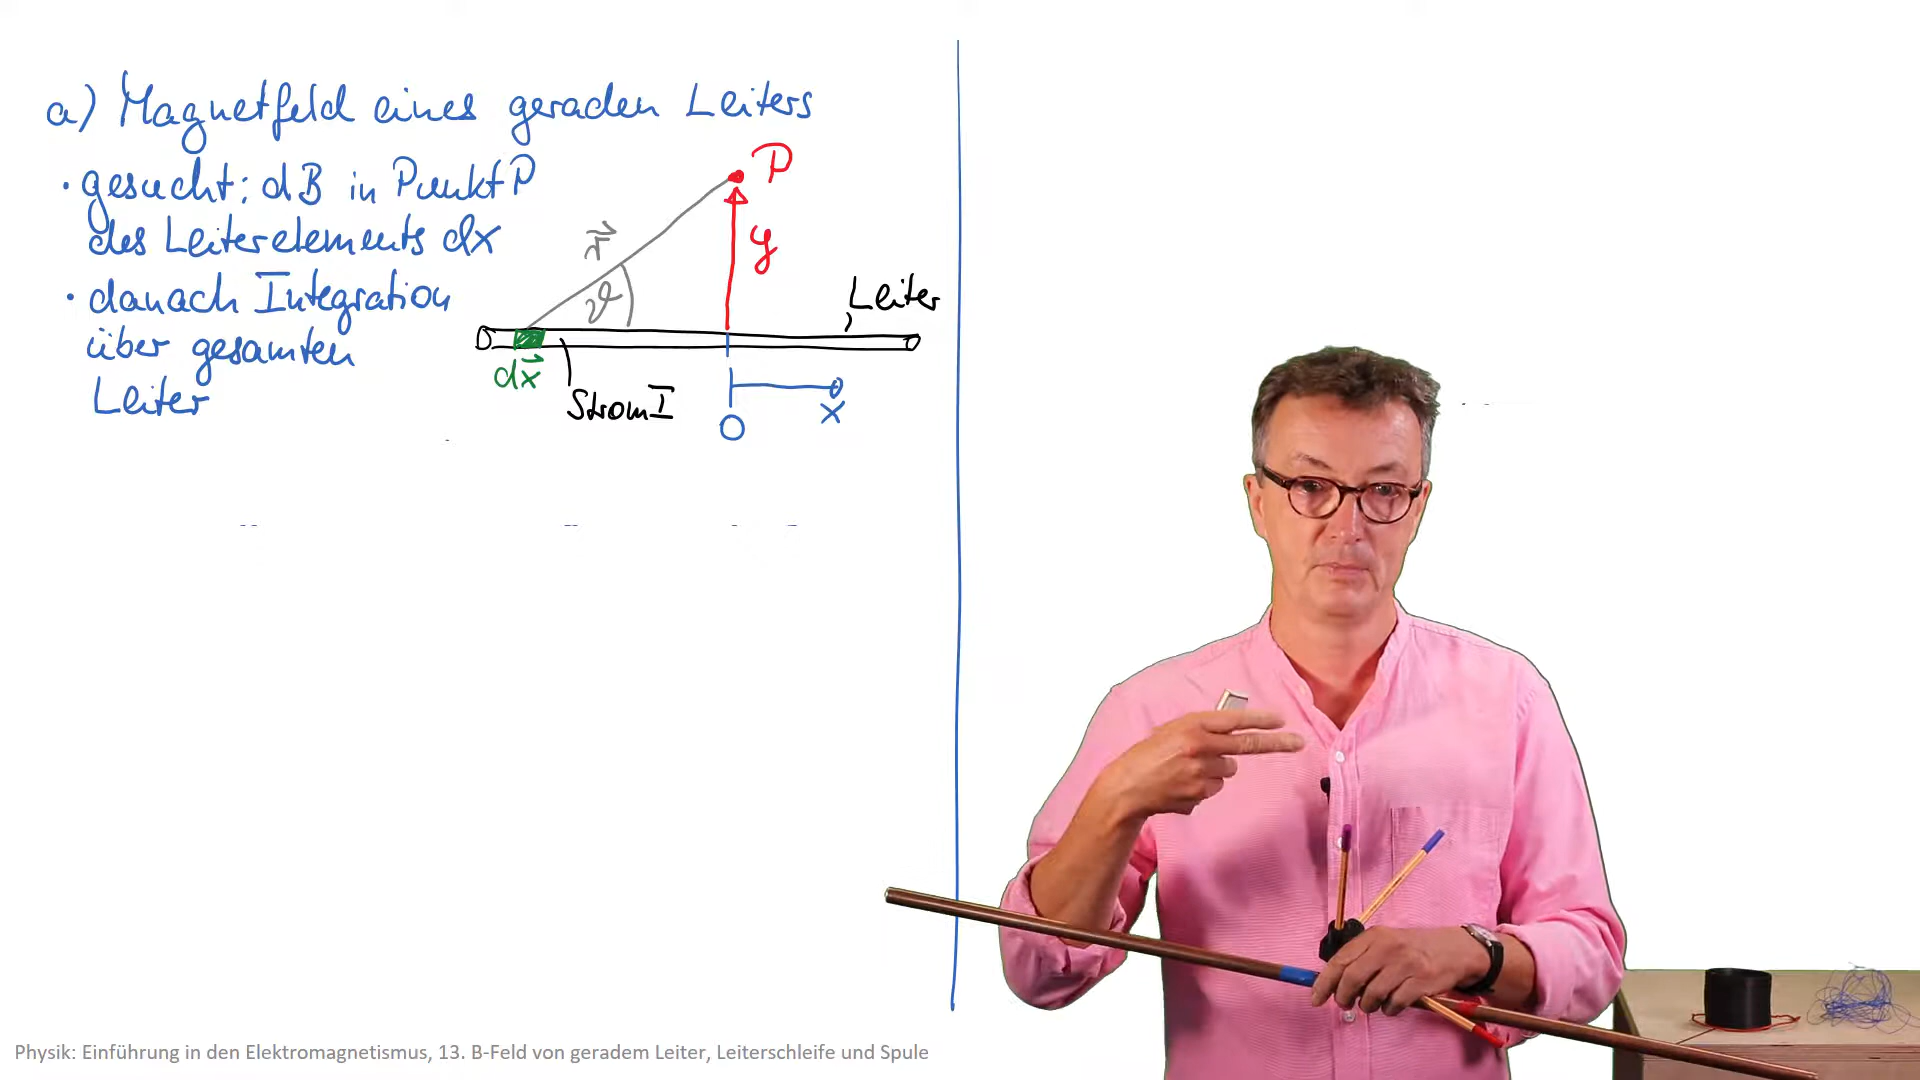 a) Magnetfeld eines geraden Leiters
• gesucht: dB in Punkt P
des Leiterelements dx
• danach Integration
über gesamten
Leiter
P
r
y
ϑ
Leiter
dx
Strom I
0
x
Physik: Einführung in den Elektromagnetismus, 13. B-Feld von geradem Leiter, Leiterschleife und Spule